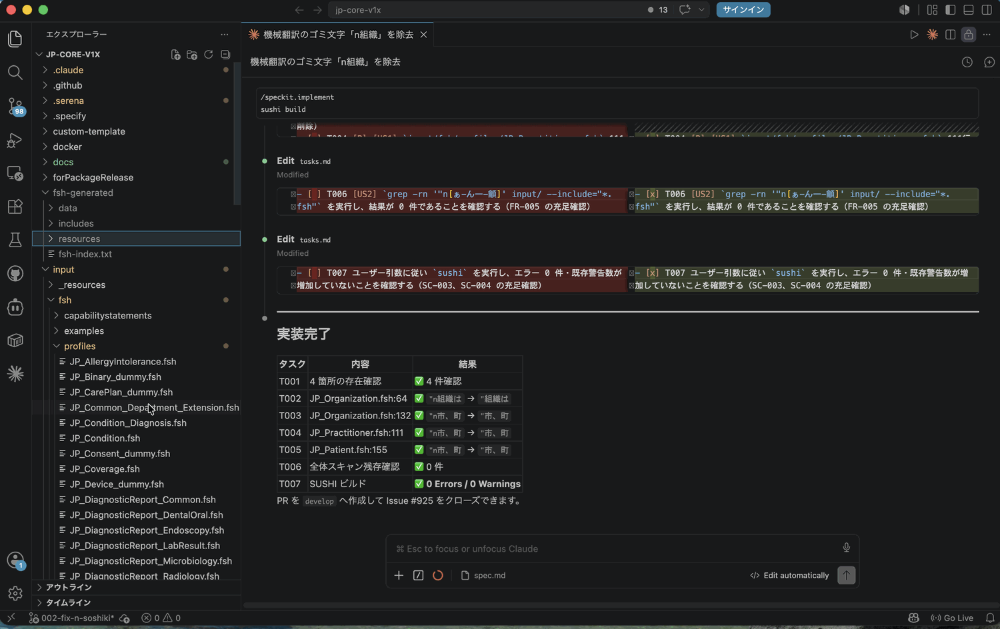 jp-core-v1x
13
サインイン
エクスプローラー
JP-CORE-V1X
.claude
.github
.serena
.specify
custom-template
docker
docs
forPackageRelease
fsh-generated
data
includes
resources
fsh-index.txt
input
_resources
fsh
capabilitystatements
examples
profiles
JP_AllergyIntolerance.fsh
JP_Binary_dummy.fsh
JP_CarePlan_dummy.fsh
JP_Common_Department_Extension.fsh
JP_Condition_Diagnosis.fsh
JP_Condition.fsh
JP_Consent_dummy.fsh
JP_Coverage.fsh
JP_Device_dummy.fsh
JP_DiagnosticReport_Common.fsh
JP_DiagnosticReport_DentalOral.fsh
JP_DiagnosticReport_Endoscopy.fsh
JP_DiagnosticReport_LabResult.fsh
JP_DiagnosticReport_Microbiology.fsh
JP_DiagnosticReport_Radiology.fsh
アウトライン
タイムライン
98
1
機械翻訳のゴミ文字「n組織」を除去
機械翻訳のゴミ文字「n組織」を除去
/speckit.implement
sushi build
削除)
Edit tasks.md
Modified
- [ ] T006 [US2] `grep -rn '"n[ぁ-ん一-龥]' input/ --include="*.
fsh"` を実行し、結果が 0 件であることを確認する（FR-005 の充足確認）
- [x] T006 [US2] `grep -rn '"n[ぁ-ん一-龥]' input/ --include="*.
fsh"` を実行し、結果が 0 件であることを確認する（FR-005 の充足確認）
Edit tasks.md
Modified
- [ ] T007 ユーザー引数に従い `sushi` を実行し、エラー 0 件・既存警告数が
増加していないことを確認する（SC-003、SC-004 の充足確認）
- [x] T007 ユーザー引数に従い `sushi` を実行し、エラー 0 件・既存警告数が増
加していないことを確認する（SC-003、SC-004 の充足確認）
実装完了
タスク 内容 結果
T001 4 箇所の存在確認 ✅ 4 件確認
T002 JP_Organization.fsh:64 ✅ "n組織は → "組織は
T003 JP_Organization.fsh:132 ✅ "n市、町 → "市、町
T004 JP_Practitioner.fsh:111 ✅ "n市、町 → "市、町
T005 JP_Patient.fsh:155 ✅ "n市、町 → "市、町
T006 全体スキャン残存確認 ✅ 0 件
T007 SUSHI ビルド ✅ 0 Errors / 0 Warnings
PR を develop へ作成して Issue #925 をクローズできます。
⌘ Esc to focus or unfocus Claude
spec.md
</> Edit automatically
002-fix-n-soshiki*
0 0
Go Live